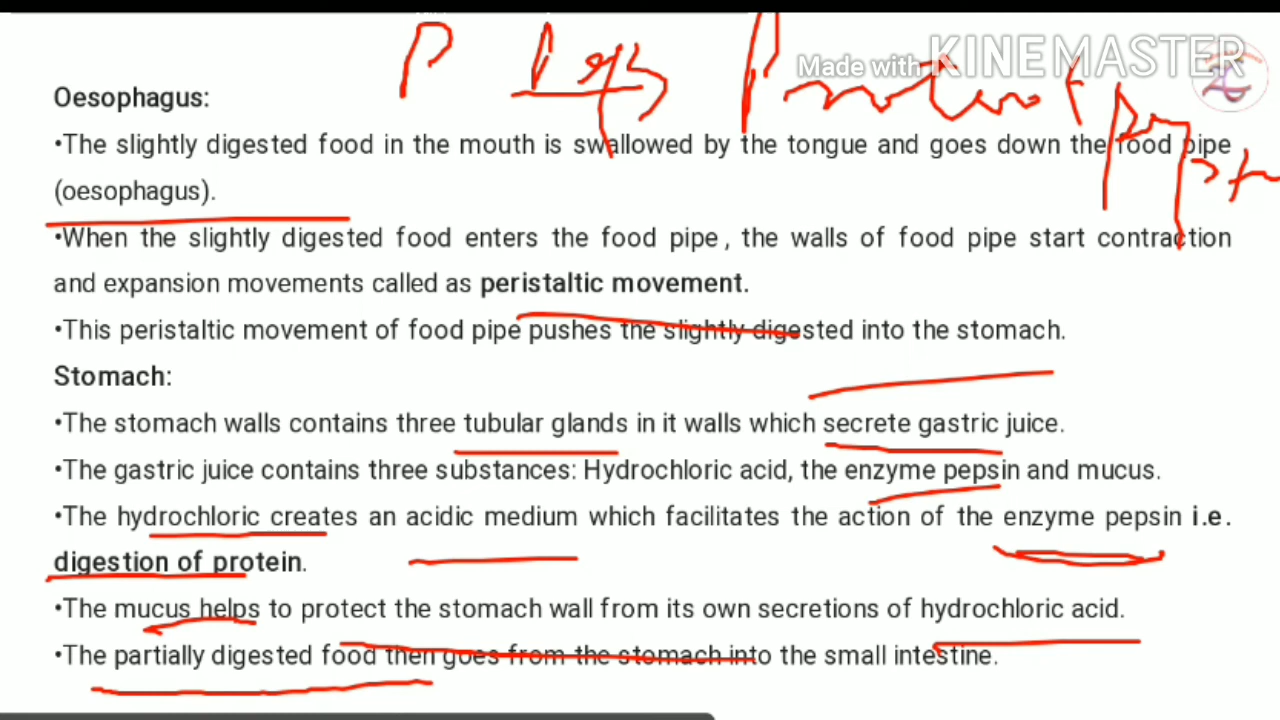 Made with KINEMASTER
Oesophagus:
•The slightly digested food in the mouth is swallowed by the tongue and goes down the food pipe
(oesophagus).
•When the slightly digested food enters the food pipe , the walls of food pipe start contraction
and expansion movements called as peristaltic movement.
•This peristaltic movement of food pipe pushes the slightly digested into the stomach.
Stomach:
•The stomach walls contains three tubular glands in it walls which secrete gastric juice.
•The gastric juice contains three substances: Hydrochloric acid, the enzyme pepsin and mucus.
•The hydrochloric creates an acidic medium which facilitates the action of the enzyme pepsin i.e.
digestion of protein.
•The mucus helps to protect the stomach wall from its own secretions of hydrochloric acid.
•The partially digested food then goes from the stomach into the small intestine.